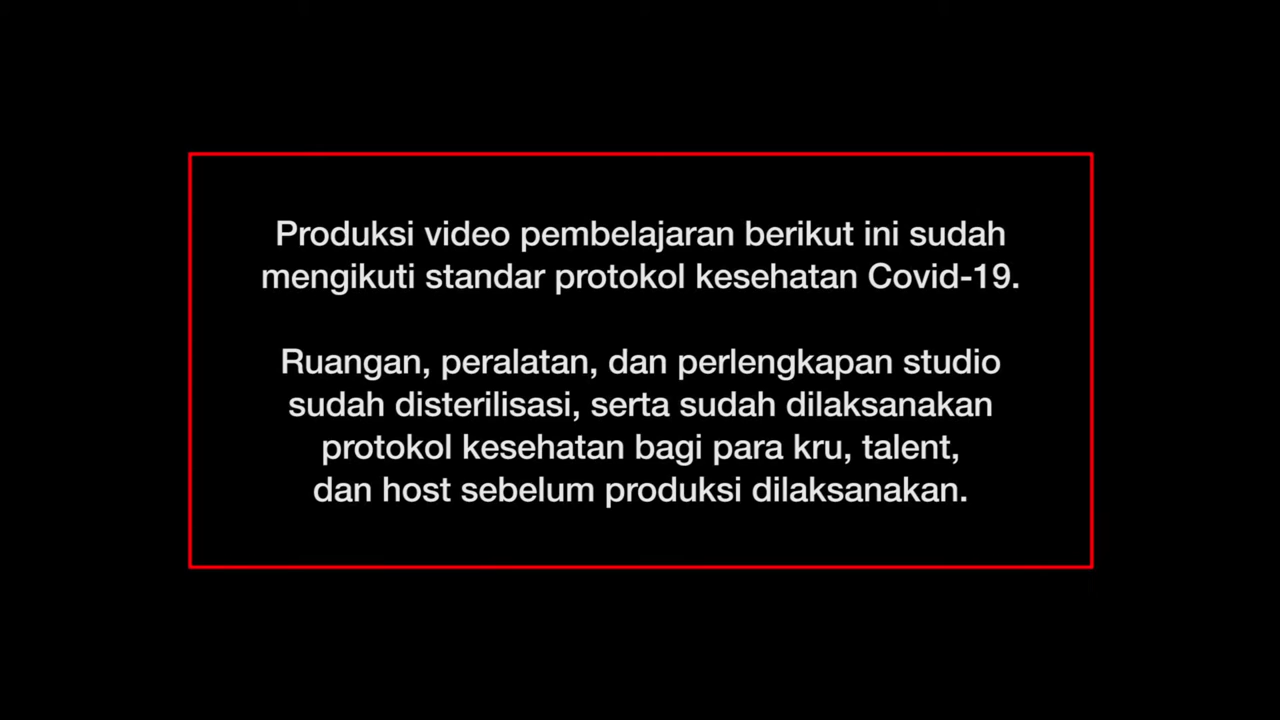 Produksi video pembelajaran berikut ini sudah
mengikuti standar protokol kesehatan Covid-19.
Ruangan, peralatan, dan perlengkapan studio
sudah disterilisasi, serta sudah dilaksanakan
protokol kesehatan bagi para kru, talent,
dan host sebelum produksi dilaksanakan.